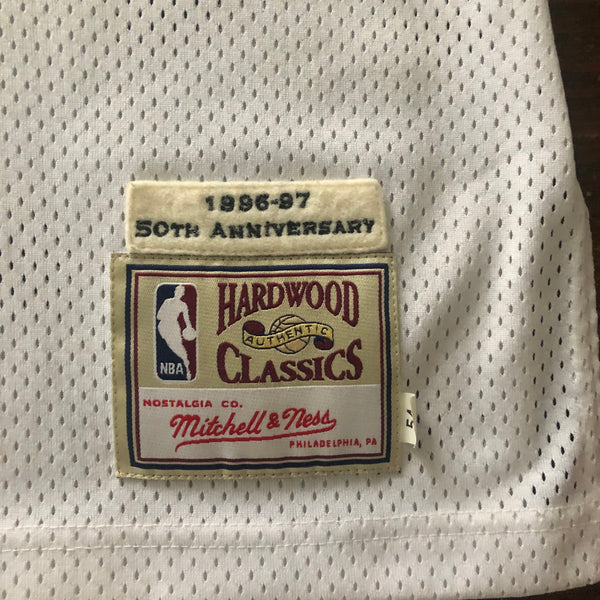 1996-97
50TH ANNIVERSARY
NBA
HARDWOOD
AUTHENTIC
CLASSICS
NOSTALGIA CO.
Mitchell & Ness
PHILADELPHIA, PA